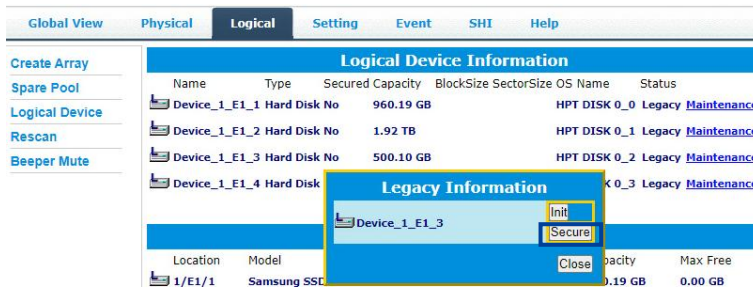 Global View Physical Logical Setting Event SHI Help
Create Array
Spare Pool
Logical Device
Rescan
Beeper Mute
Logical Device Information
Name Type Secured Capacity BlockSize SectorSize OS Name Status
Device_1_E1_1 Hard Disk No 960.19 GB HPT DISK 0_0 Legacy Maintenance
Device_1_E1_2 Hard Disk No 1.92 TB HPT DISK 0_1 Legacy Maintenance
Device_1_E1_3 Hard Disk No 500.10 GB HPT DISK 0_2 Legacy Maintenance
Device_1_E1_4 Hard Disk K 0_3 Legacy Maintenance
Legacy Information
Device_1_E1_3
Init
Secure
Close
Location Model pacity Max Free
1/E1/1 Samsung SSD 0.19 GB 0.00 GB